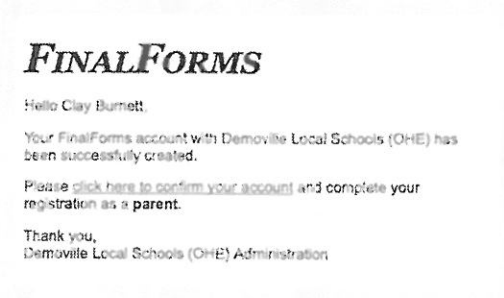 FINALFORMS
Hello Clay Burnett,
Your FinalForms account with Demoville Local Schools (OHE) has
been successfully created.
Please click here to confirm your account and complete your
registration as a parent.
Thank you,
Demoville Local Schools (OHE) Administration